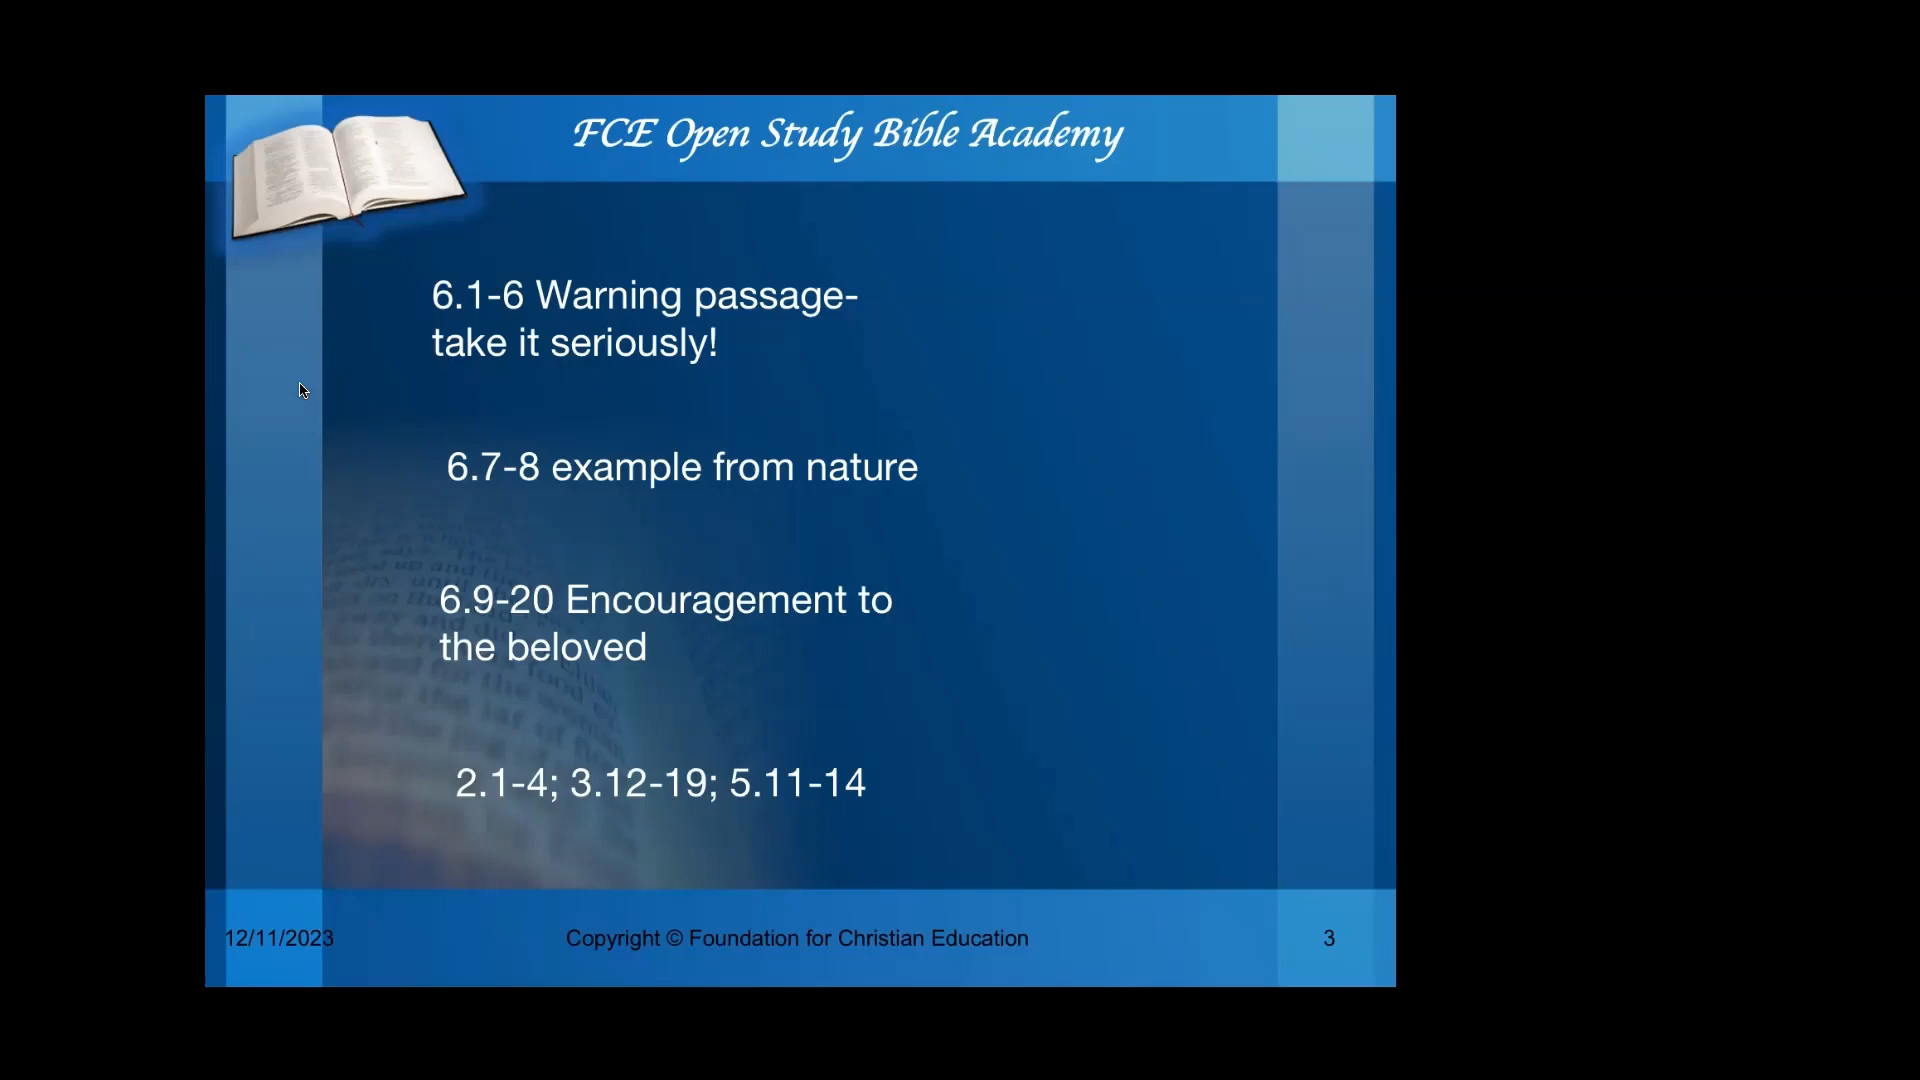 FCE Open Study Bible Academy
6.1-6 Warning passage-
take it seriously!
6.7-8 example from nature
6.9-20 Encouragement to
the beloved
2.1-4; 3.12-19; 5.11-14
12/11/2023
Copyright © Foundation for Christian Education
3